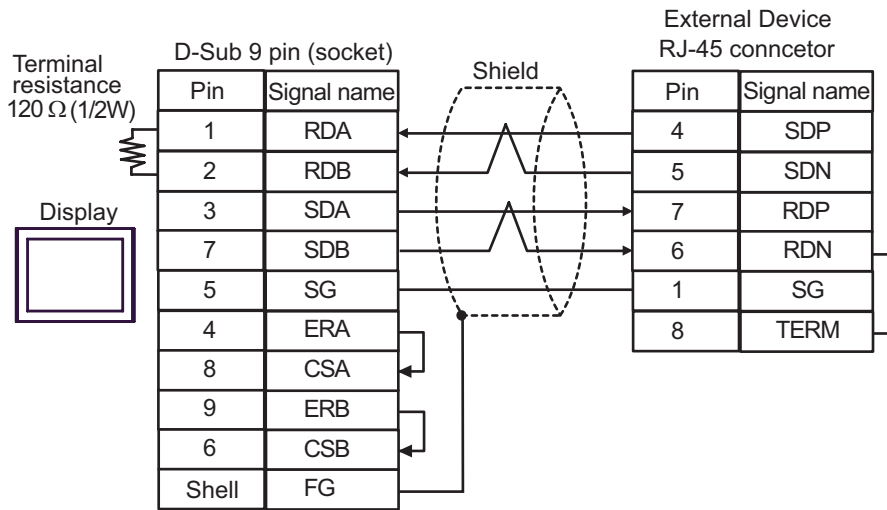 External Device
RJ-45 conncetor
D-Sub 9 pin (socket)
Shield
Terminal
resistance
120 Ω (1/2W)
Display
Pin Signal name
1 RDA
2 RDB
3 SDA
7 SDB
5 SG
4 ERA
8 CSA
9 ERB
6 CSB
Shell FG
Pin Signal name
4 SDP
5 SDN
7 RDP
6 RDN
1 SG
8 TERM